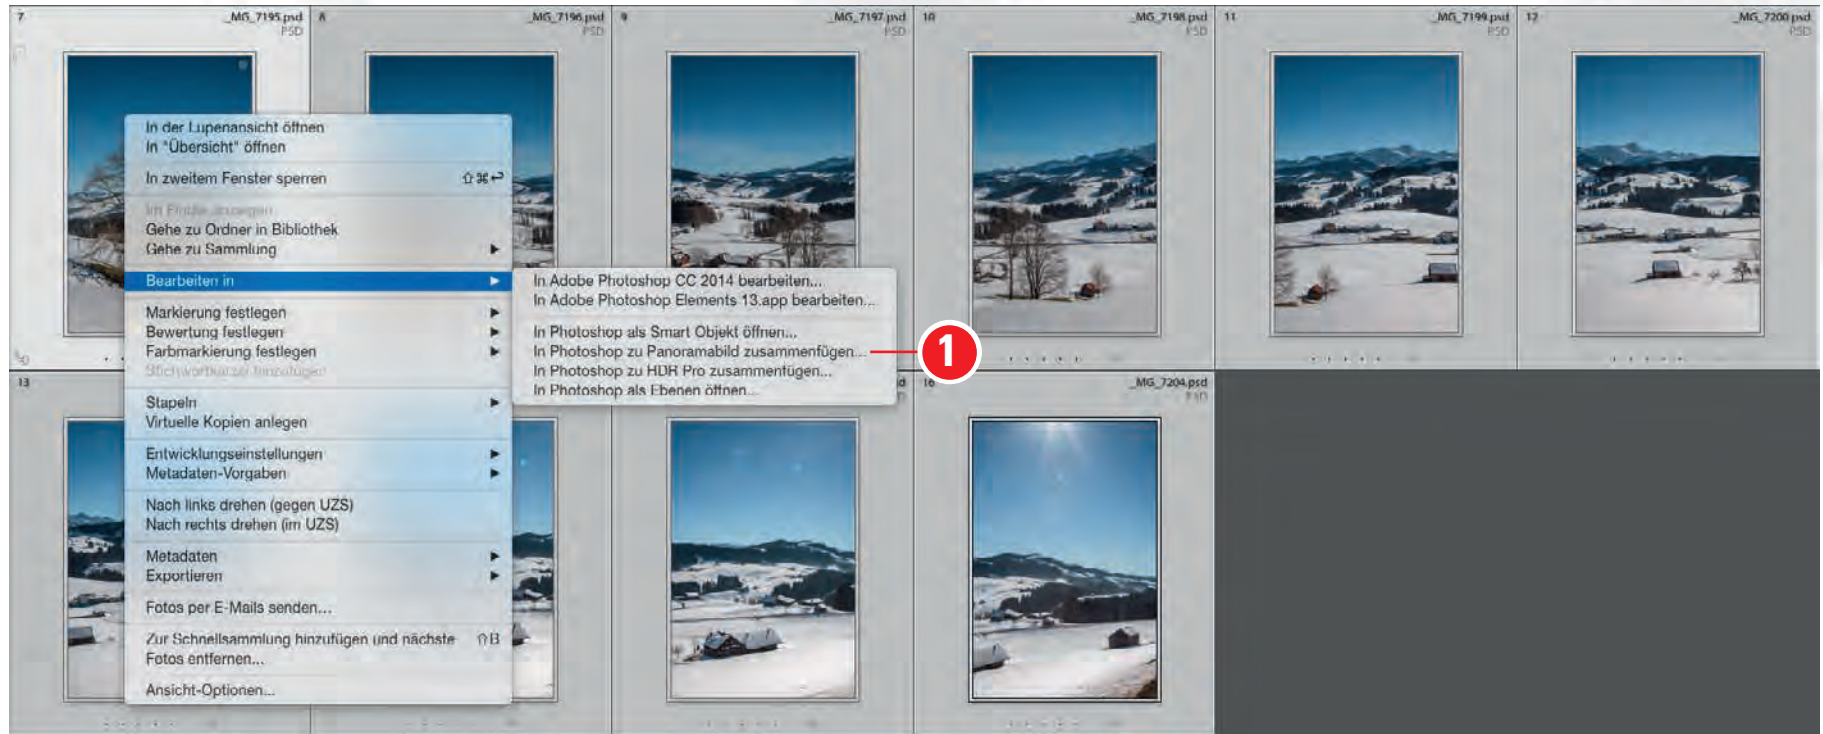 7 _MG_7195.psd
PSD
8 _MG_7196.psd
PSD
9 _MG_7197.psd
PSD
10 _MG_7198.psd
PSD
11 _MG_7199.psd
PSD
12 _MG_7200.psd
PSD
In der Lupenansicht öffnen
In "Übersicht" öffnen
In zweitem Fenster sperren ⇧⌘↩
Im Finder anzeigen
Gehe zu Ordner in Bibliothek
Gehe zu Sammlung ▶
Bearbeiten in ▶
Markierung festlegen ▶
Bewertung festlegen ▶
Farbmarkierung festlegen ▶
Stichwortkürzel hinzufügen
Stapeln ▶
Virtuelle Kopien anlegen
Entwicklungseinstellungen ▶
Metadaten-Vorgaben ▶
Nach links drehen (gegen UZS)
Nach rechts drehen (im UZS)
Metadaten ▶
Exportieren ▶
Fotos per E-Mails senden...
Zur Schnellsammlung hinzufügen und nächste ⇧B
Fotos entfernen...
Ansicht-Optionen...
In Adobe Photoshop CC 2014 bearbeiten...
In Adobe Photoshop Elements 13.app bearbeiten...
In Photoshop als Smart Objekt öffnen...
In Photoshop zu Panoramabild zusammenfügen...
In Photoshop zu HDR Pro zusammenfügen...
In Photoshop als Ebenen öffnen...
1
13
16 _MG_7204.psd
PSD